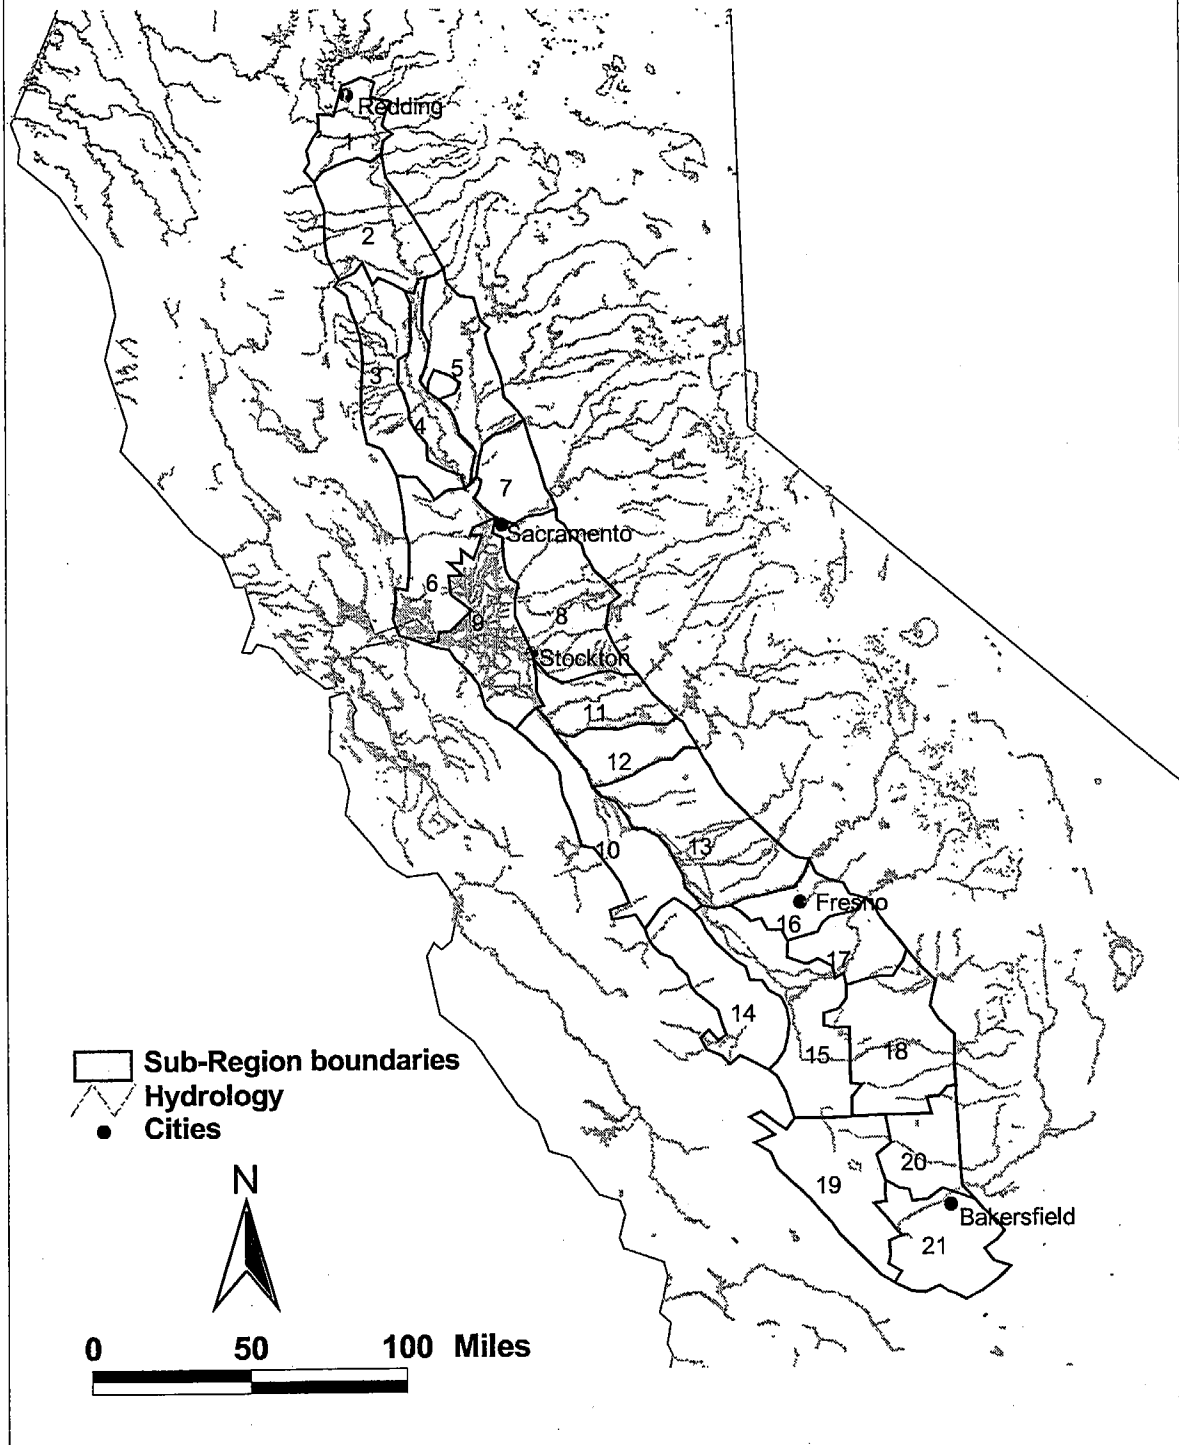 Redding
1
2
3
5
4
7
Sacramento
6
9
8
Stockton
11
12
10
13
Fresno
16
17
14
15
18
Sub-Region boundaries
Hydrology
Cities
19
20
Bakersfield
21
N
0 50 100 Miles